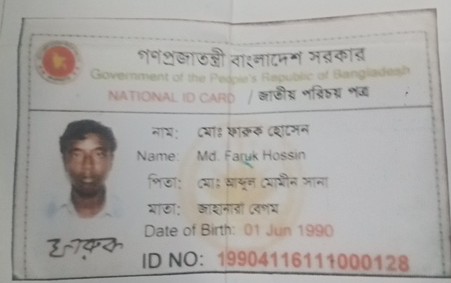 গণপ্রজাতন্ত্রী বাংলাদেশ সরকার
Government of the People's Republic of Bangladesh
NATIONAL ID CARD / জাতীয় পরিচয় পত্র
নাম: মোঃ ফারুক হোসেন
Name: Md. Faruk Hossin
পিতা: মোঃ আব্দুল মোমীন সানা
মাতা: জাহানারা বেগম
Date of Birth: 01 Jun 1990
ফারুক
ID NO: 19904116111000128